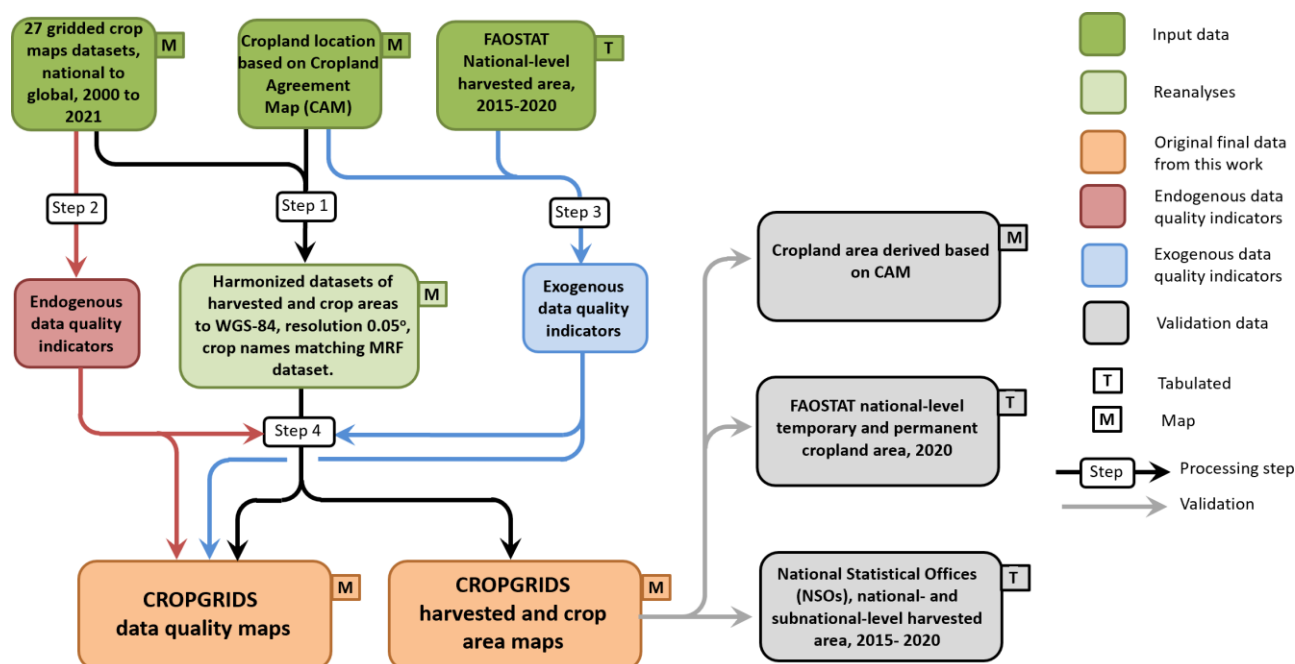 27 gridded crop
maps datasets,
national to
global, 2000 to
2021
M
Cropland location
based on Cropland
Agreement
Map (CAM)
M
FAOSTAT
National-level
harvested area,
2015-2020
T
Step 2
Step 1
Step 3
Endogenous
data quality
indicators
Harmonized datasets of
harvested and crop areas
to WGS-84, resolution 0.05°,
crop names matching MRF
dataset.
M
Exogenous
data quality
indicators
Step 4
CROPGRIDS
data quality maps
M
CROPGRIDS
harvested and crop
area maps
M
Cropland area derived based
on CAM
M
FAOSTAT national-level
temporary and permanent
cropland area, 2020
T
National Statistical Offices
(NSOs), national- and
subnational-level harvested
area, 2015- 2020
T
Input data
Reanalyses
Original final data
from this work
Endogenous data
quality indicators
Exogenous data
quality indicators
Validation data
T Tabulated
M Map
Step Processing step
Validation